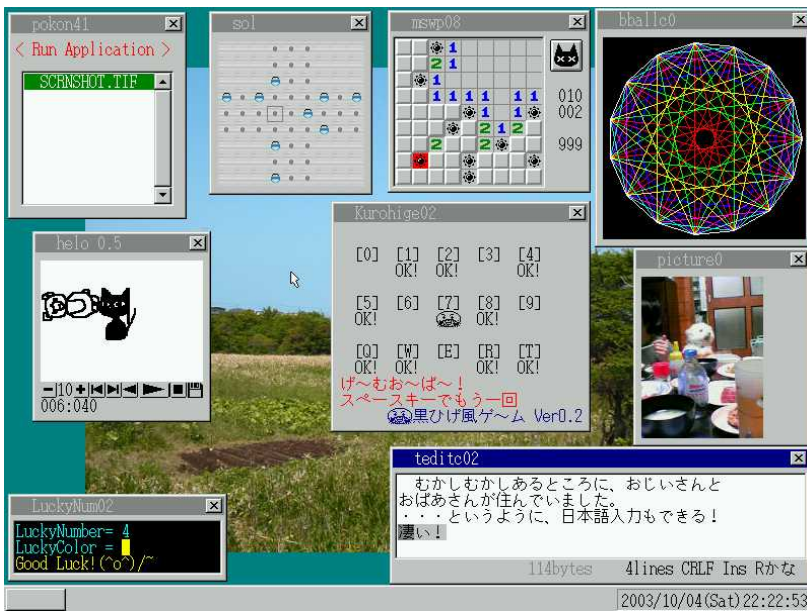 pokon41
< Run Application >
SCRNSHOT.TIF
sol
mswp08
1
2 1
1
1 1 1 1 1 1
1 1
2 1 2
2 2 2
010
002
999
bballc0
helo 0.5
10
006:040
Kurohige02
[0] [1] [2] [3] [4]
OK! OK! OK!
[5] [6] [7] [8] [9]
OK! OK!
[Q] [W] [E] [R] [T]
OK! OK! OK! OK!
げ~むお~ば~!
スペースキーでもう一回
黒ひげ風ゲ~ム Ver0.2
picture0
LuckyNum02
LuckyNumber= 4
LuckyColor =
Good Luck!(^o^)/~
teditc02
むかしむかしあるところに、おじいさんと
おばあさんが住んでいました。
・・・というように、日本語入力もできる!
凄い!
114bytes 4lines CRLF Ins Rかな
2003/10/04(Sat)22:22:53